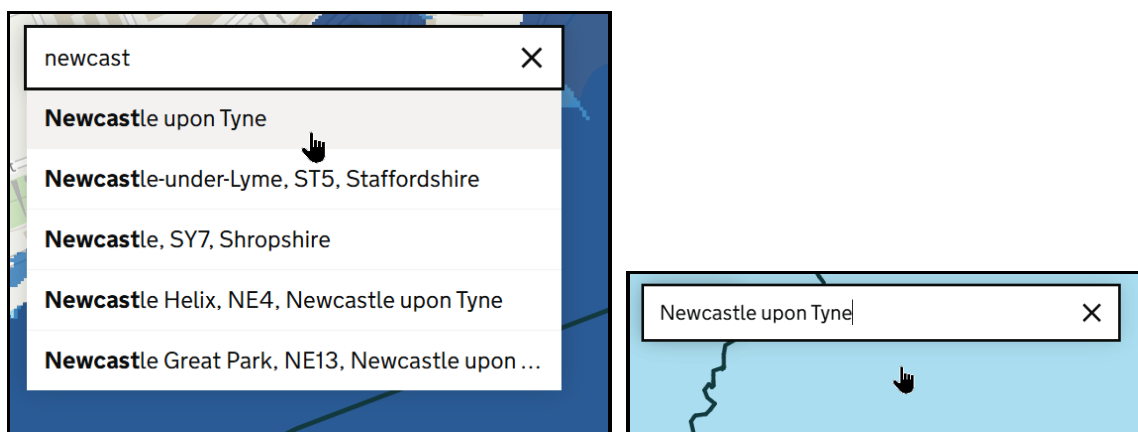 newcast
Newcastle upon Tyne
Newcastle-under-Lyme, ST5, Staffordshire
Newcastle, SY7, Shropshire
Newcastle Helix, NE4, Newcastle upon Tyne
Newcastle Great Park, NE13, Newcastle upon ...
Newcastle upon Tyne